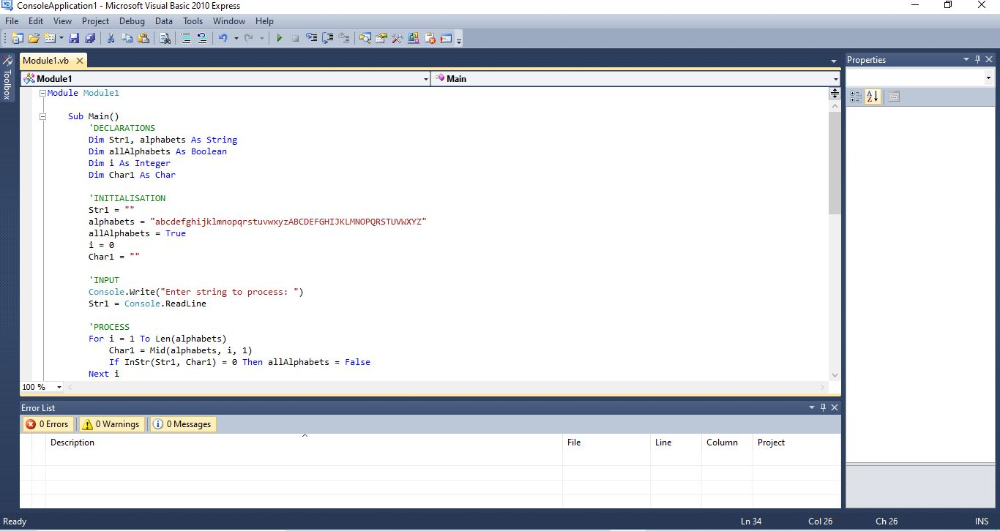 ConsoleApplication1 - Microsoft Visual Basic 2010 Express
File Edit View Project Debug Data Tools Window Help
Module1.vb
Toolbox
Module1 Main
Module Module1
Sub Main()
'DECLARATIONS
Dim Str1, alphabets As String
Dim allAlphabets As Boolean
Dim i As Integer
Dim Char1 As Char
'INITIALISATION
Str1 = ""
alphabets = "abcdefghijklmnopqrstuvwxyzABCDEFGHIJKLMNOPQRSTUVWXYZ"
allAlphabets = True
i = 0
Char1 = ""
'INPUT
Console.Write("Enter string to process: ")
Str1 = Console.ReadLine
'PROCESS
For i = 1 To Len(alphabets)
Char1 = Mid(alphabets, i, 1)
If InStr(Str1, Char1) = 0 Then allAlphabets = False
Next i
100 %
Properties
Error List
0 Errors 0 Warnings 0 Messages
Description File Line Column Project
Ready Ln 34 Col 26 Ch 26 INS